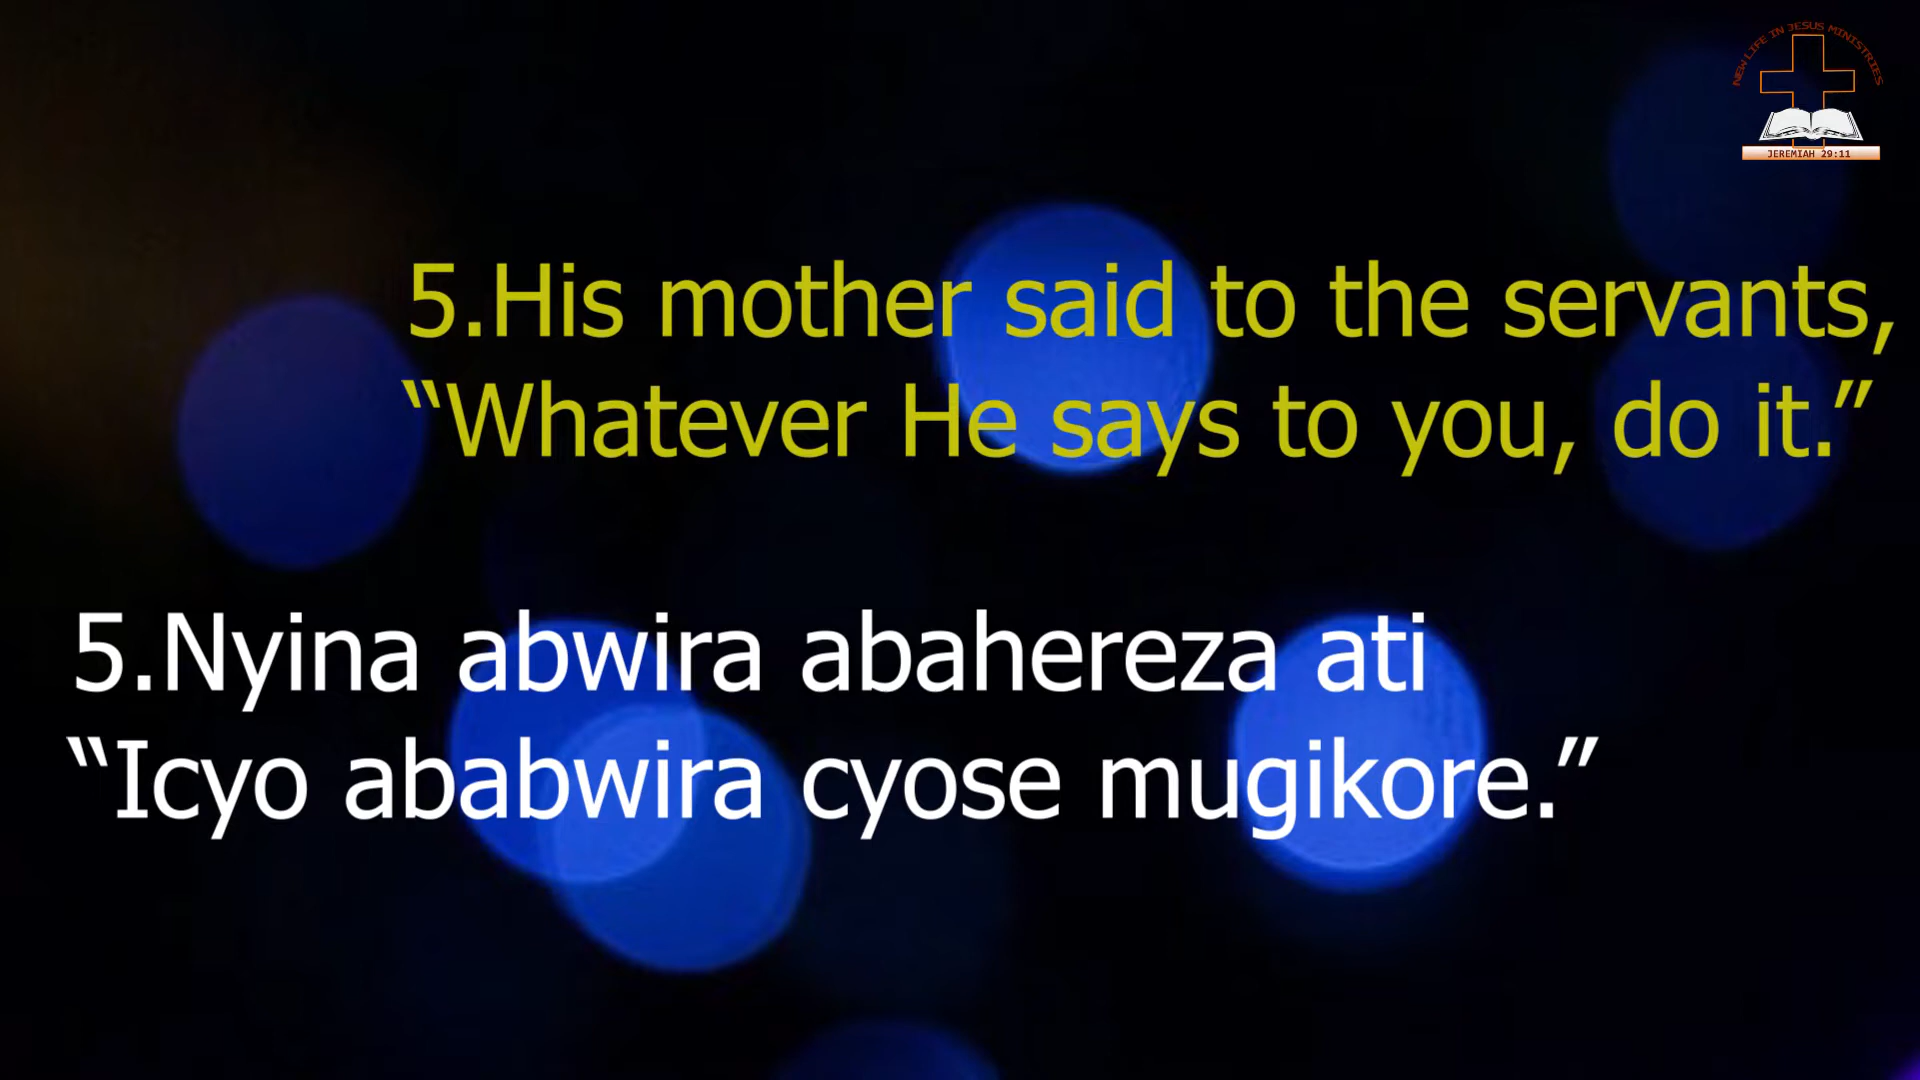 NEW LIFE IN JESUS MINISTRIES
JEREMIAH 29:11
5.His mother said to the servants,
“Whatever He says to you, do it.”
5.Nyina abwira abahereza ati
“Icyo ababwira cyose mugikore.”